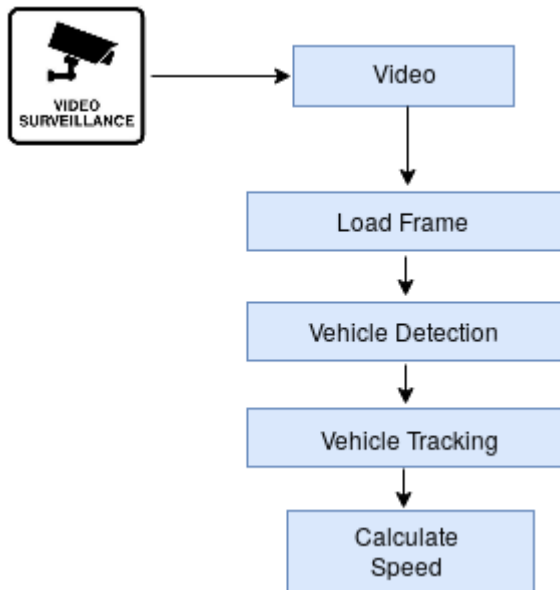 VIDEO
SURVEILLANCE
Video
Load Frame
Vehicle Detection
Vehicle Tracking
Calculate
Speed